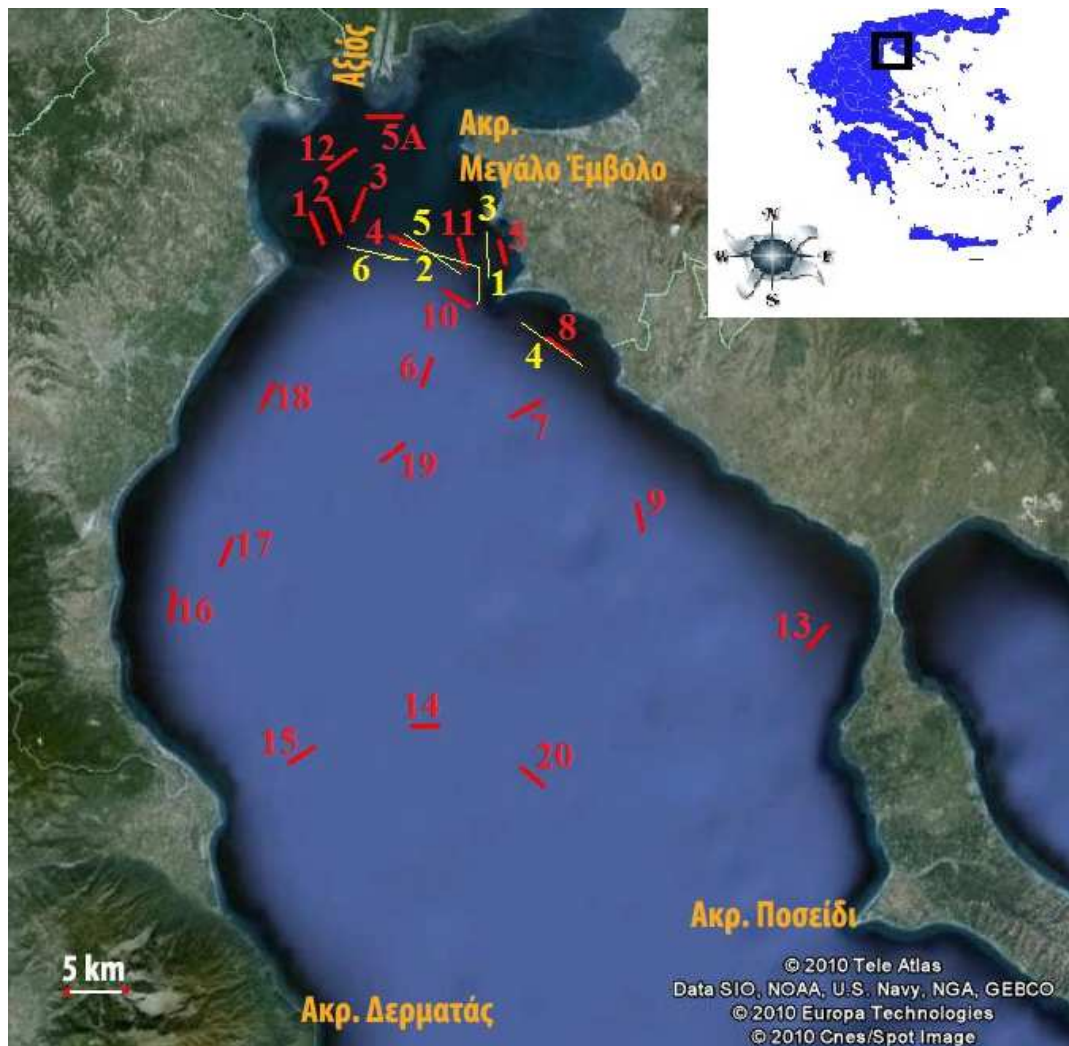 Αξιός
N
W
E
S
5A
Ακρ.
Μεγάλο Έμβολο
12
3
2
1
3
5
11
5
4
6
2
1
10
8
4
6
18
7
19
9
17
16
13
14
15
20
Ακρ. Ποσείδι
5 km
Ακρ. Δερματάς
© 2010 Tele Atlas
Data SIO, NOAA, U.S. Navy, NGA, GEBCO
© 2010 Europa Technologies
© 2010 Cnes/Spot Image